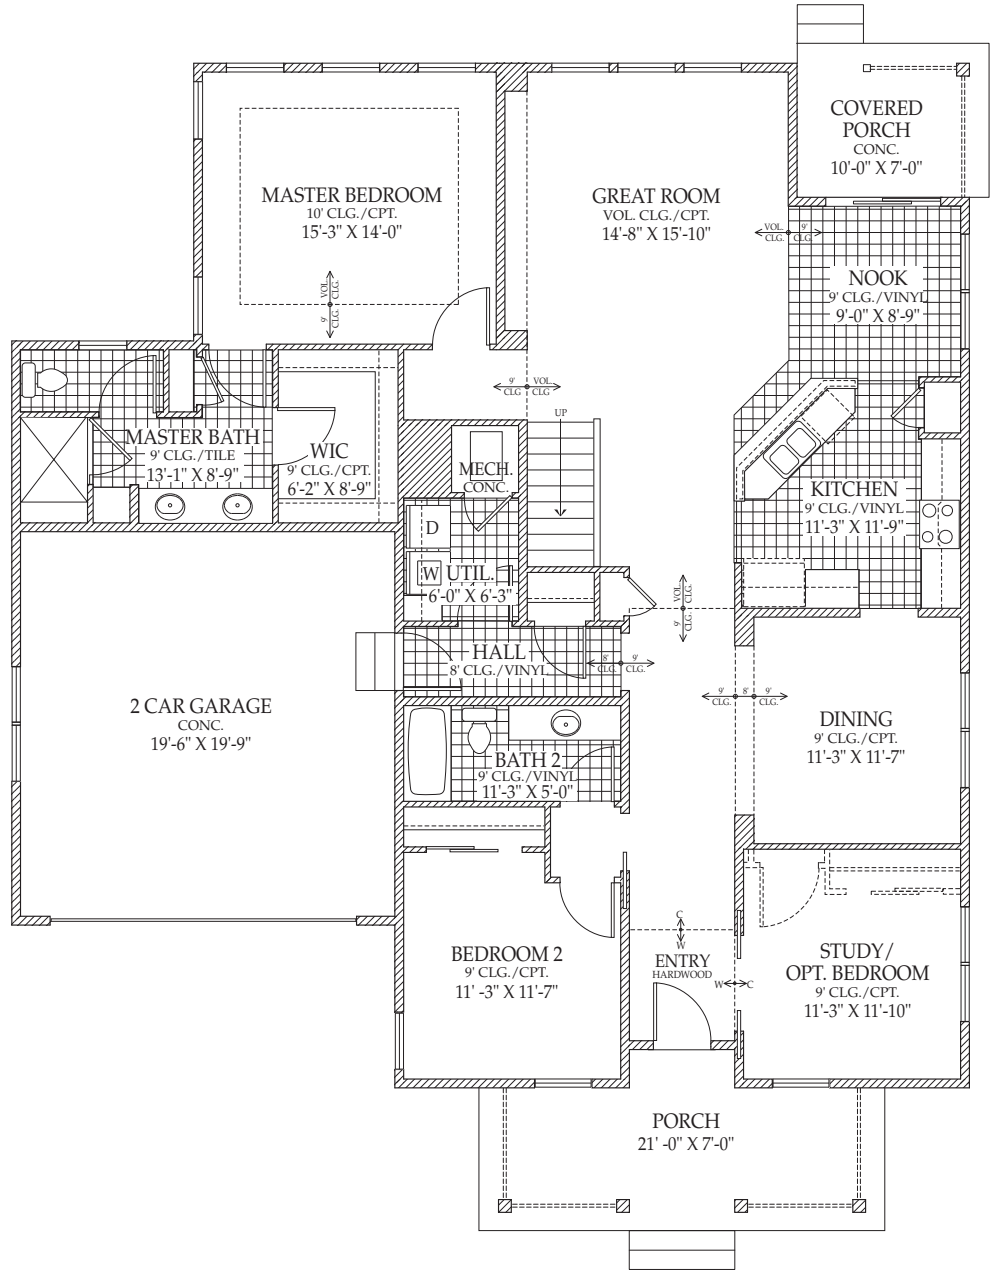 COVERED
PORCH
CONC.
10'-0" X 7'-0"
MASTER BEDROOM
10' CLG./CPT.
15'-3" X 14'-0"
GREAT ROOM
VOL. CLG./CPT.
14'-8" X 15'-10"
VOL. 9'
CLG. CLG.
NOOK
9' CLG./VINYL
9'-0" X 8'-9"
VOL. CLG.
9' CLG.
9' VOL.
CLG CLG
UP
MASTER BATH
9' CLG./TILE
13'-1" X 8'-9"
WIC
9' CLG./CPT.
6'-2" X 8'-9"
MECH.
CONC.
KITCHEN
9' CLG./VINYL
11'-3" X 11'-9"
D
W
UTIL.
6'-0" X 6'-3"
VOL. CLG.
9' CLG.
HALL
8' CLG./VINYL
8' 9'
CLG. CLG.
9' 8' 9'
CLG. CLG.
2 CAR GARAGE
CONC.
19'-6" X 19'-9"
DINING
9' CLG./CPT.
11'-3" X 11'-7"
BATH 2
9' CLG./VINYL
11'-3" X 5'-0"
C
W
BEDROOM 2
9' CLG./CPT.
11' -3" X 11'-7"
ENTRY
HARDWOOD
W C
STUDY/
OPT. BEDROOM
9' CLG./CPT.
11'-3" X 11'-10"
PORCH
21' -0" X 7'-0"